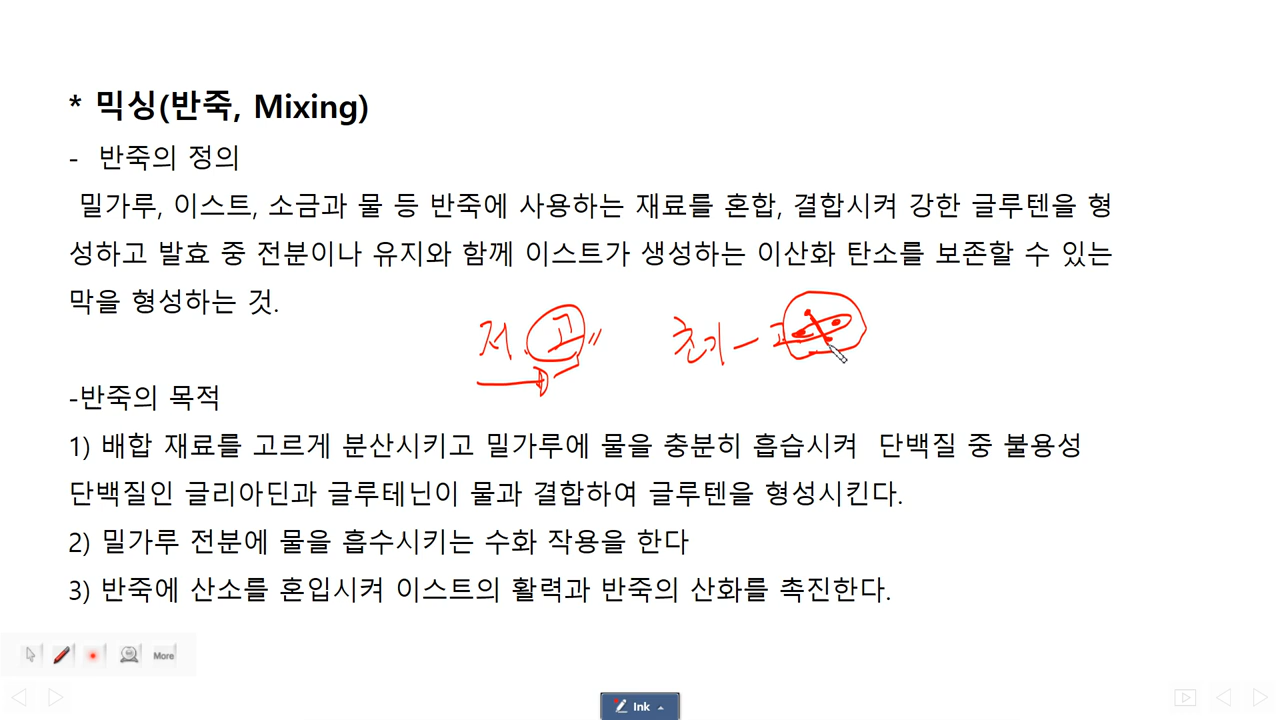 * 믹싱(반죽, Mixing)
- 반죽의 정의
밀가루, 이스트, 소금과 물 등 반죽에 사용하는 재료를 혼합, 결합시켜 강한 글루텐을 형
성하고 발효 중 전분이나 유지와 함께 이스트가 생성하는 이산화 탄소를 보존할 수 있는
막을 형성하는 것.
저. 고 초기 -
-반죽의 목적
1) 배합 재료를 고르게 분산시키고 밀가루에 물을 충분히 흡습시켜 단백질 중 불용성
단백질인 글리아딘과 글루테닌이 물과 결합하여 글루텐을 형성시킨다.
2) 밀가루 전분에 물을 흡수시키는 수화 작용을 한다
3) 반죽에 산소를 혼입시켜 이스트의 활력과 반죽의 산화를 촉진한다.
More
Ink